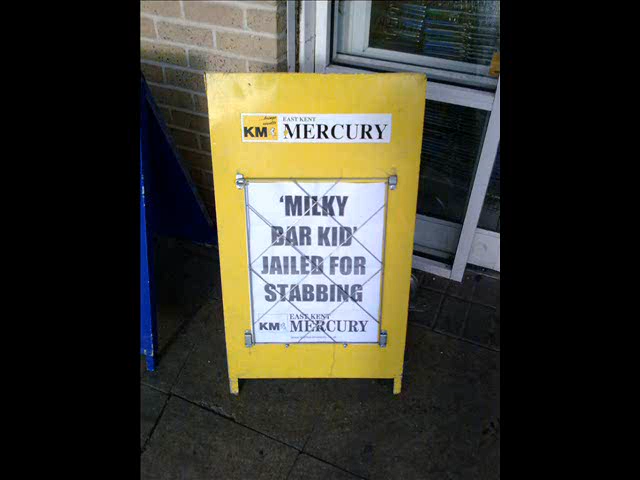 KM
EAST KENT
MERCURY
'MILKY
BAR KID'
JAILED FOR
STABBING
EAST KENT
KM MERCURY